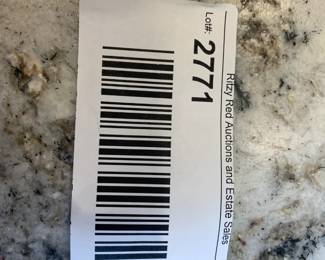 Ritzy Red Auctions and Estate Sales
Lot#: 2771